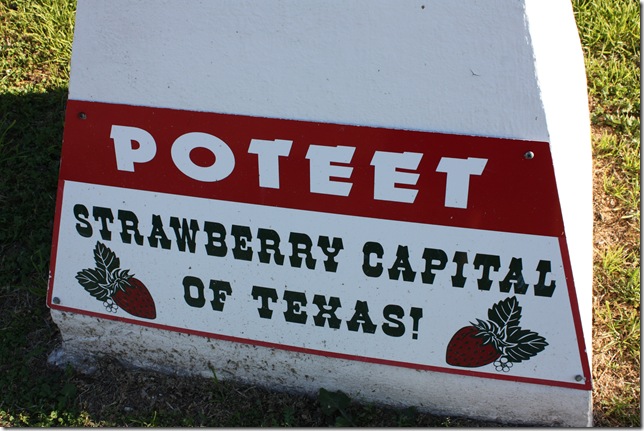 POTEET
STRAWBERRY CAPITAL
OF TEXAS!